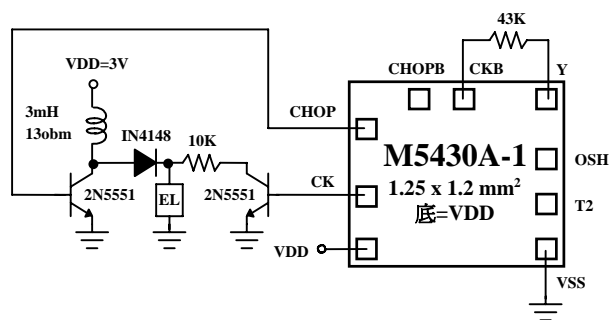 43K
CHOPB
CKB
Y
VDD=3V
CHOP
3mH
13obm
IN4148
10K
M5430A-1
1.25 x 1.2 mm²
底=VDD
OSH
2N5551
EL
2N5551
CK
T2
VDD
VSS